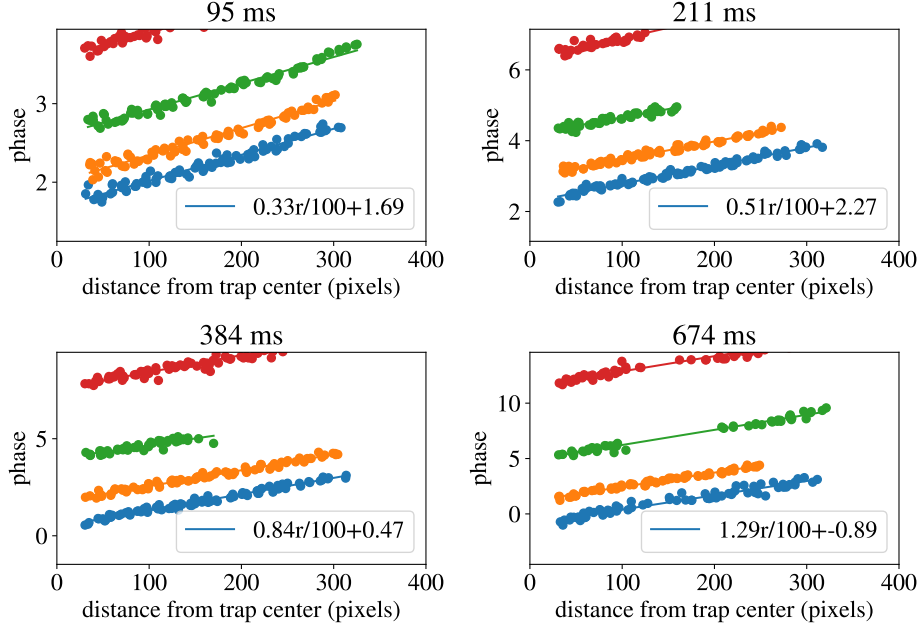 95 ms
phase
3
2
0.33r/100+1.69
0 100 200 300 400
distance from trap center (pixels)
211 ms
phase
6
4
2
0.51r/100+2.27
0 100 200 300 400
distance from trap center (pixels)
384 ms
phase
5
0
0.84r/100+0.47
0 100 200 300 400
distance from trap center (pixels)
674 ms
phase
10
5
0
1.29r/100+-0.89
0 100 200 300 400
distance from trap center (pixels)